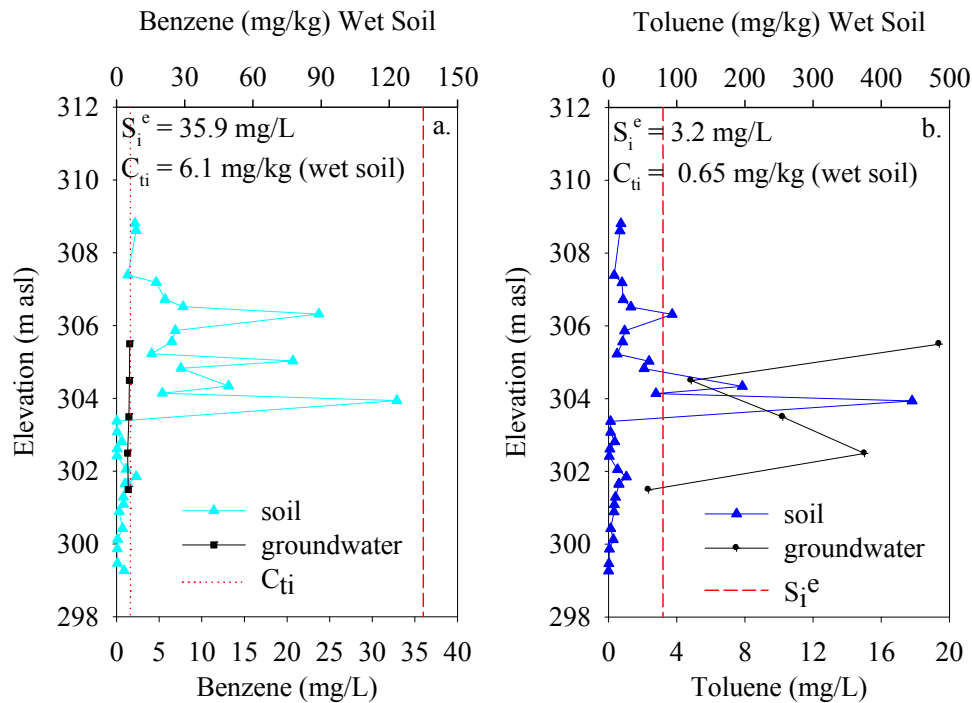 Benzene (mg/kg) Wet Soil
0 30 60 90 120 150
312
310
308
306
304
302
300
298
Elevation (m asl)
S_i^e = 35.9 mg/L
a.
C_ti = 6.1 mg/kg (wet soil)
soil
groundwater
C_ti
0 5 10 15 20 25 30 35 40
Benzene (mg/L)
Toluene (mg/kg) Wet Soil
0 100 200 300 400 500
312
310
308
306
304
302
300
298
Elevation (m asl)
S_i^e = 3.2 mg/L
b.
C_ti = 0.65 mg/kg (wet soil)
soil
groundwater
S_i^e
0 4 8 12 16 20
Toluene (mg/L)